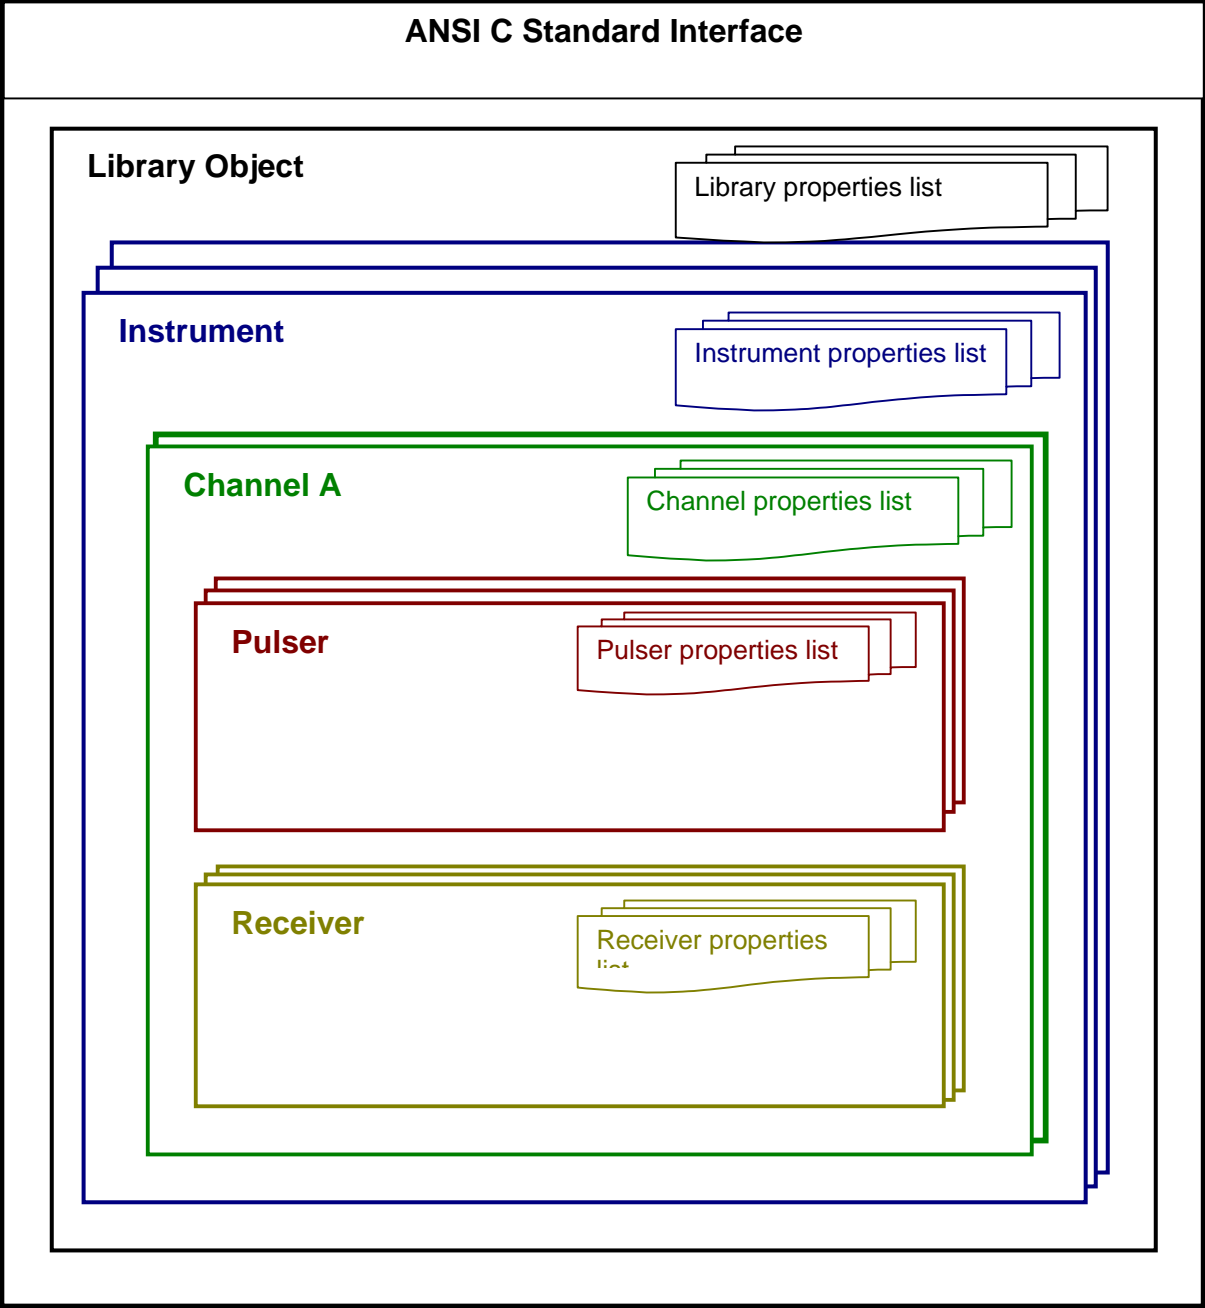 ANSI C Standard Interface
Library Object
Library properties list
Instrument
Instrument properties list
Channel A
Channel properties list
Pulser
Pulser properties list
Receiver
Receiver properties
list